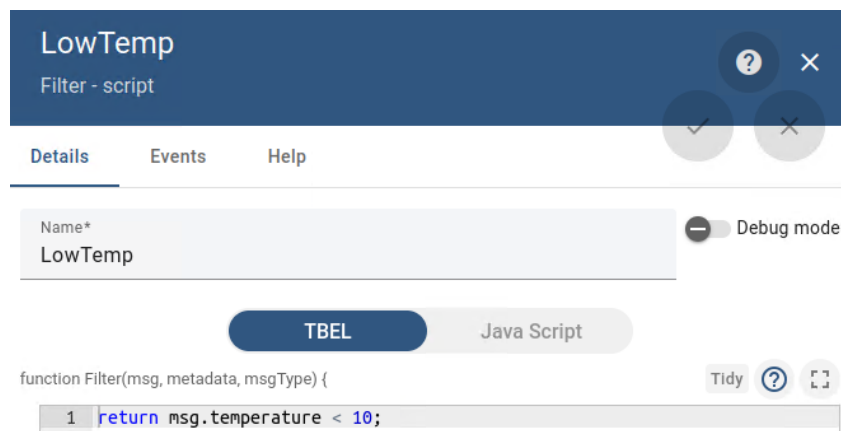 LowTemp
Filter - script
Details Events Help
Name*
LowTemp
Debug mode
TBEL Java Script
function Filter(msg, metadata, msgType) {
Tidy
1 return msg.temperature < 10;